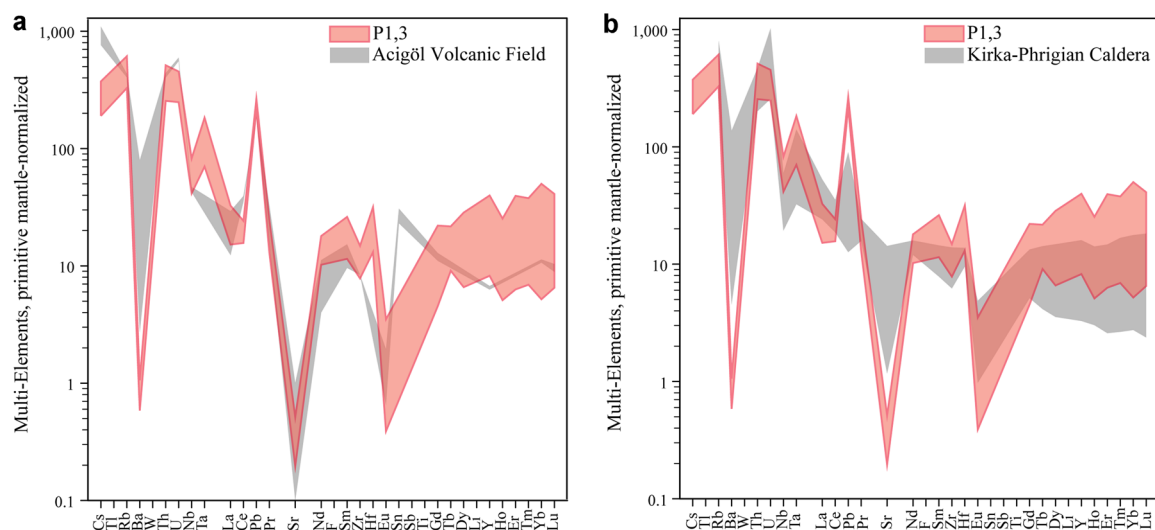 a
Multi-Elements, primitive mantle-normalized
1,000
100
10
1
0.1
P1,3
Acigöl Volcanic Field
Cs Tl Rb Ba W Th U Nb Ta La Ce Pb Pr Sr Nd F Sm Zr Hf Eu Sn Sb Ti Gd Tb Dy Li Y Ho Er Tm Yb Lu
b
Multi-Elements, primitive mantle-normalized
1,000
100
10
1
0.1
P1,3
Kirka-Phrigian Caldera
Cs Tl Rb Ba W Th U Nb Ta La Ce Pb Pr Sr Nd F Sm Zr Hf Eu Sn Sb Ti Gd Tb Dy Li Y Ho Er Tm Yb Lu